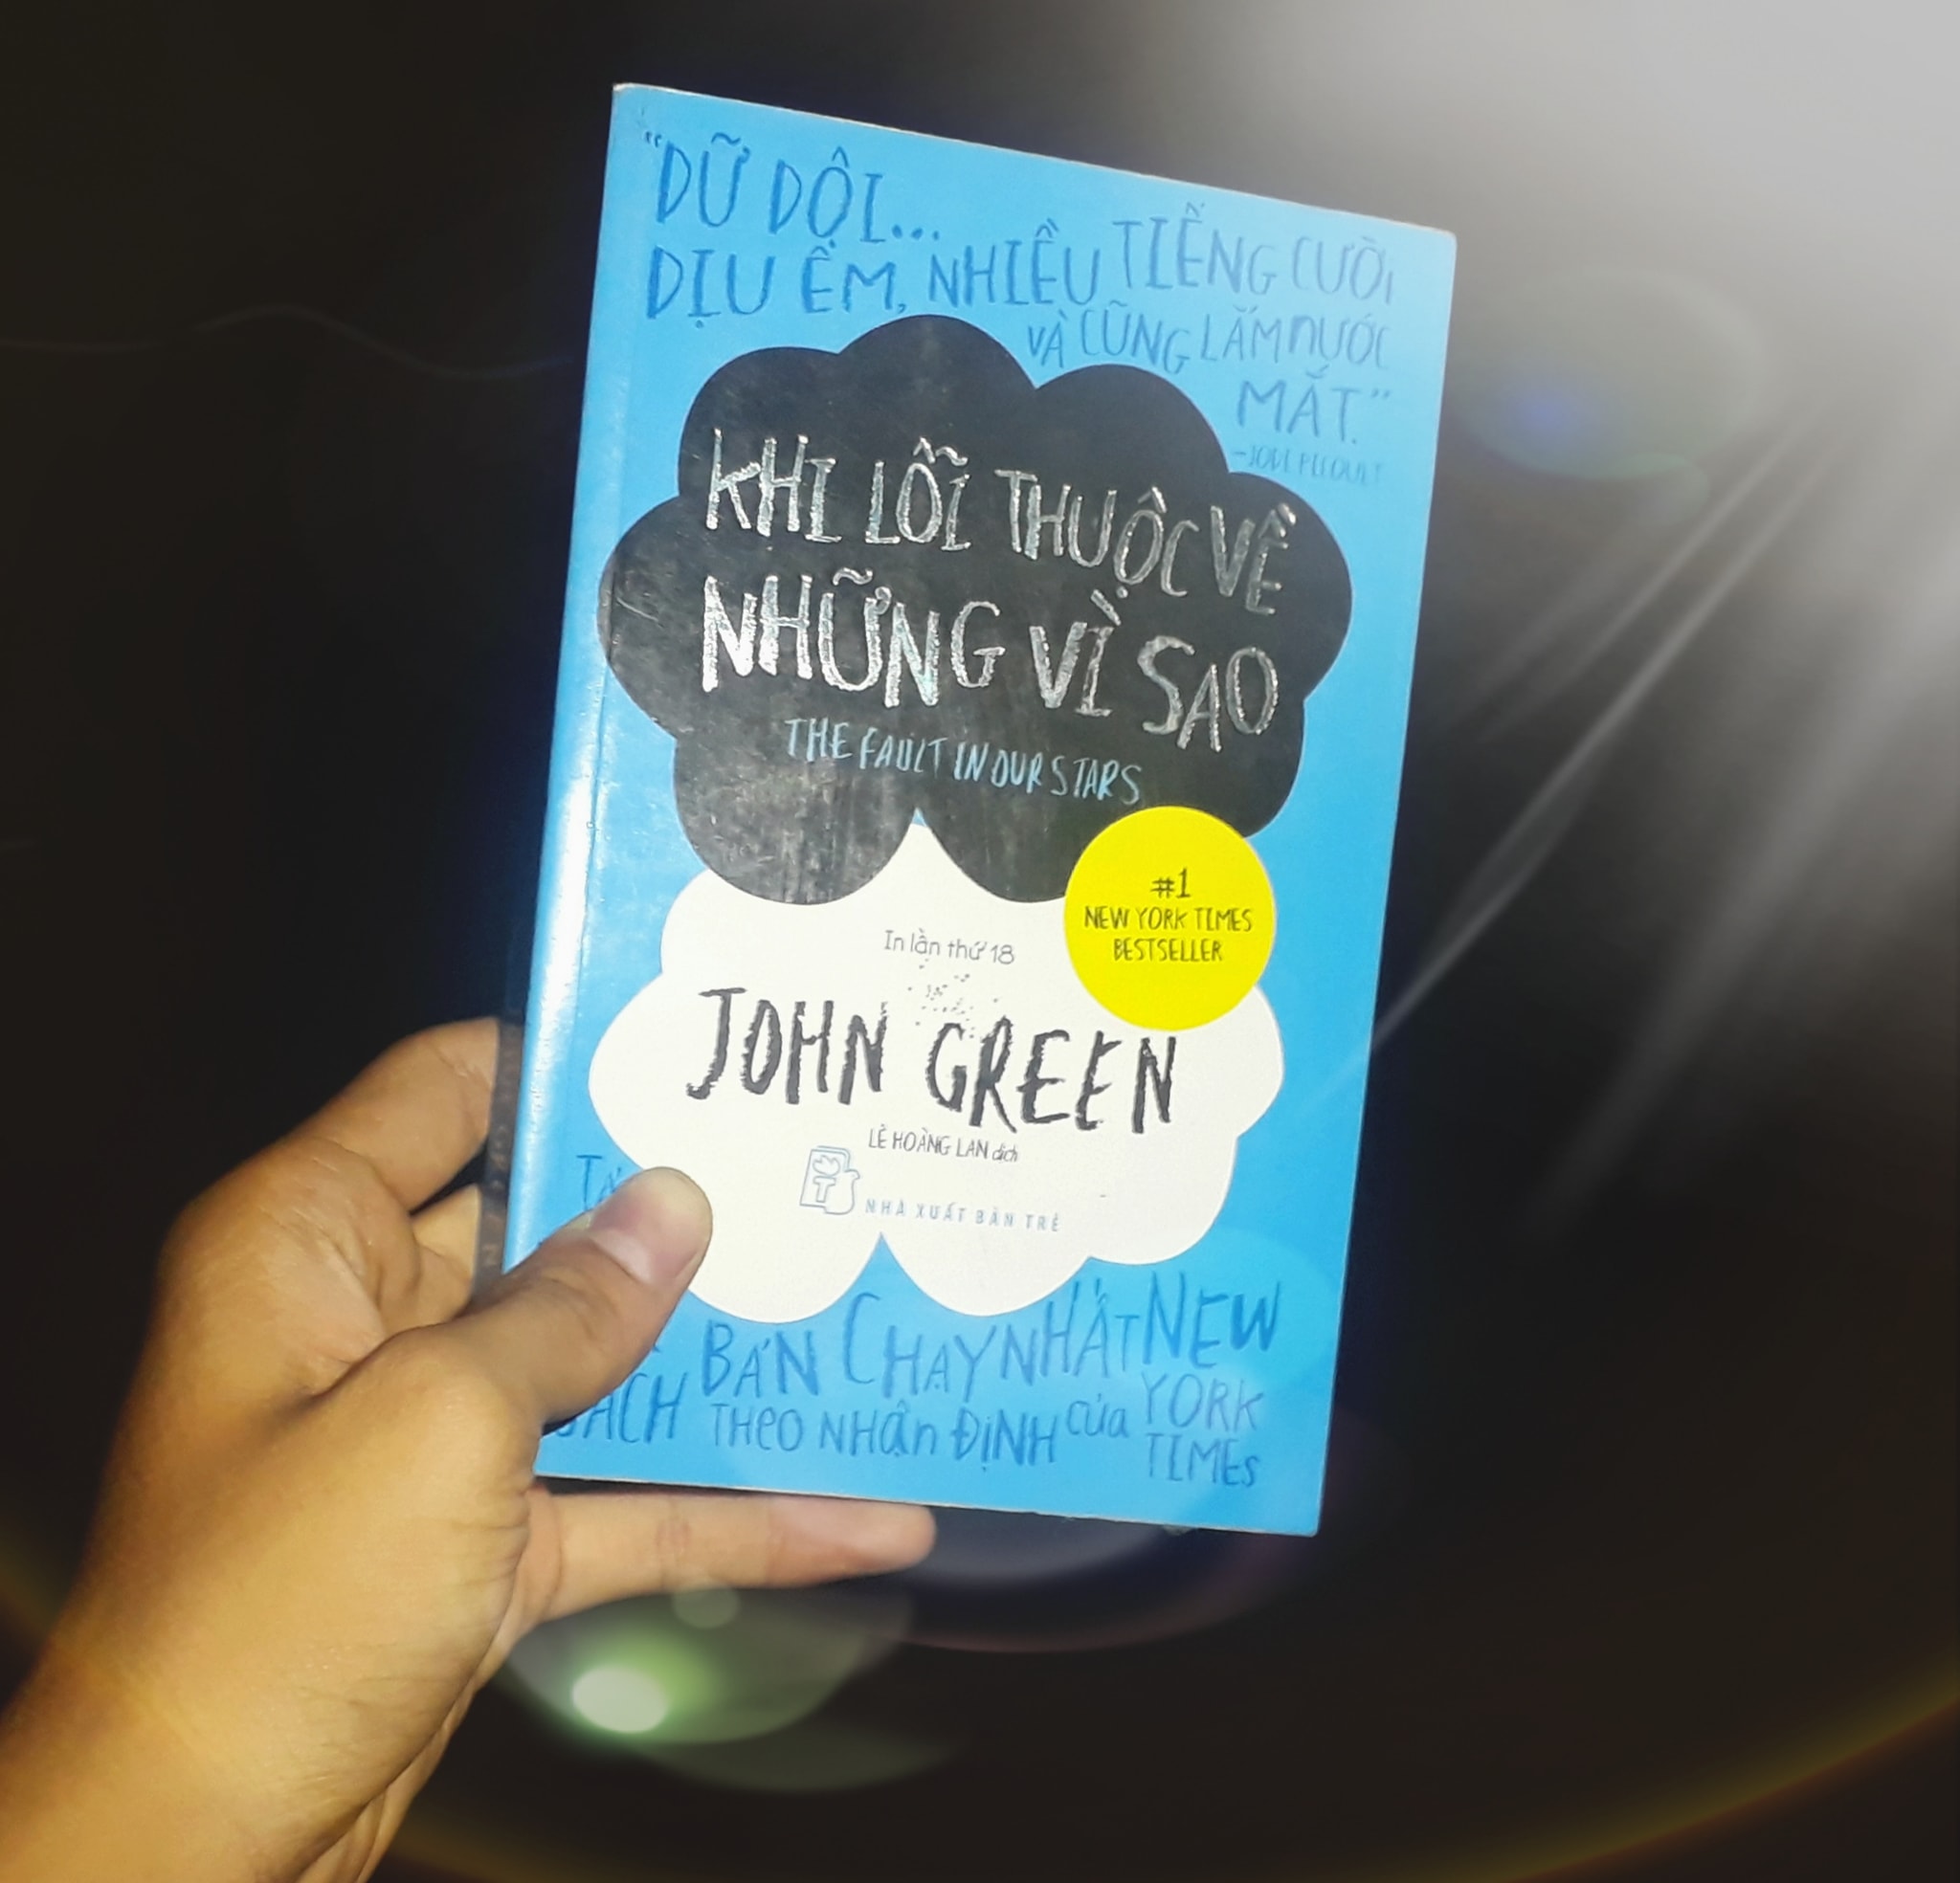 "DỮ DỘI...
DỊU ÊM, NHIỀU TIẾNG CƯỜI
VÀ CŨNG LẮM NƯỚC
MẮT."
–JODI PICOULT
KHI LỖI THUỘC VỀ
NHỮNG VÌ SAO
THE FAULT IN OUR STARS
#1
NEW YORK TIMES
BESTSELLER
In lần thứ 18
JOHN GREEN
LÊ HOÀNG LAN dịch
NHÀ XUẤT BẢN TRẺ
BÁN CHẠY NHẤT NEW
THEO NHẬN ĐỊNH CỦA YORK
TIMES